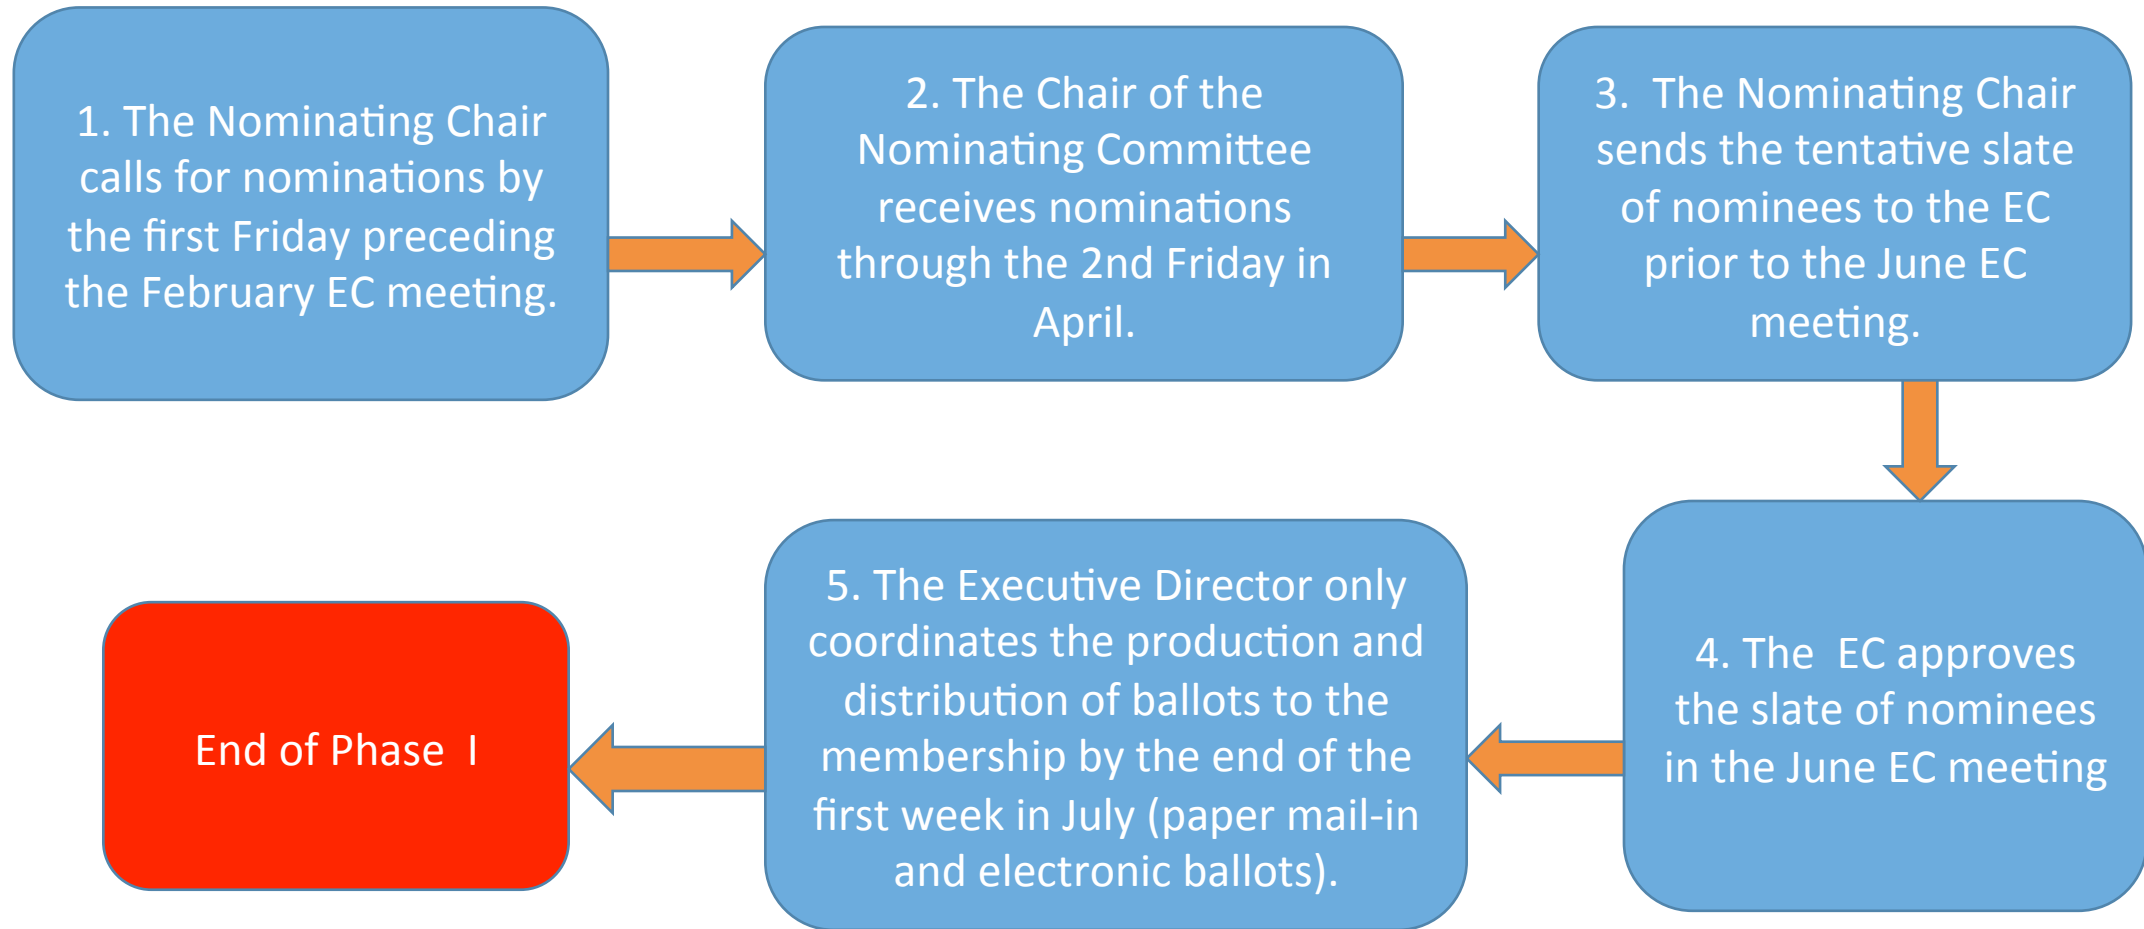 1. The Nominating Chair
calls for nominations by
the first Friday preceding
the February EC meeting.
2. The Chair of the
Nominating Committee
receives nominations
through the 2nd Friday in
April.
3.  The Nominating Chair
sends the tentative slate
of nominees to the EC
prior to the June EC
meeting.
4. The  EC approves
the slate of nominees
in the June EC meeting
5. The Executive Director only
coordinates the production and
distribution of ballots to the
membership by the end of the
first week in July (paper mail-in
and electronic ballots).
End of Phase  I